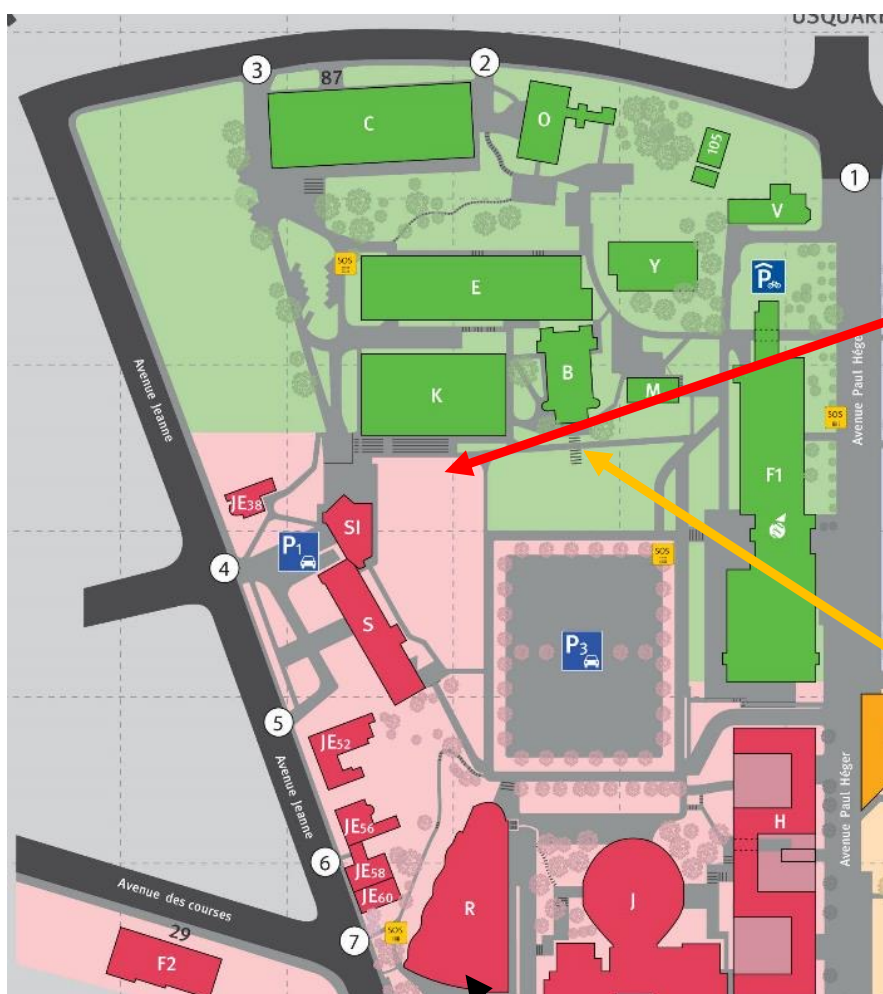 USQUARE
3
87
2
C
O
105
1
V
SOS
E
Y
P
Avenue Jeanne
K
B
M
Avenue Paul Héger
SOS
F1
JE38
SI
P1
4
SOS
S
P3
5
JE52
Avenue Jeanne
JE56
6
JE58
JE60
H
Avenue Paul Héger
Avenue des courses
29
F2
7
SOS
R
J